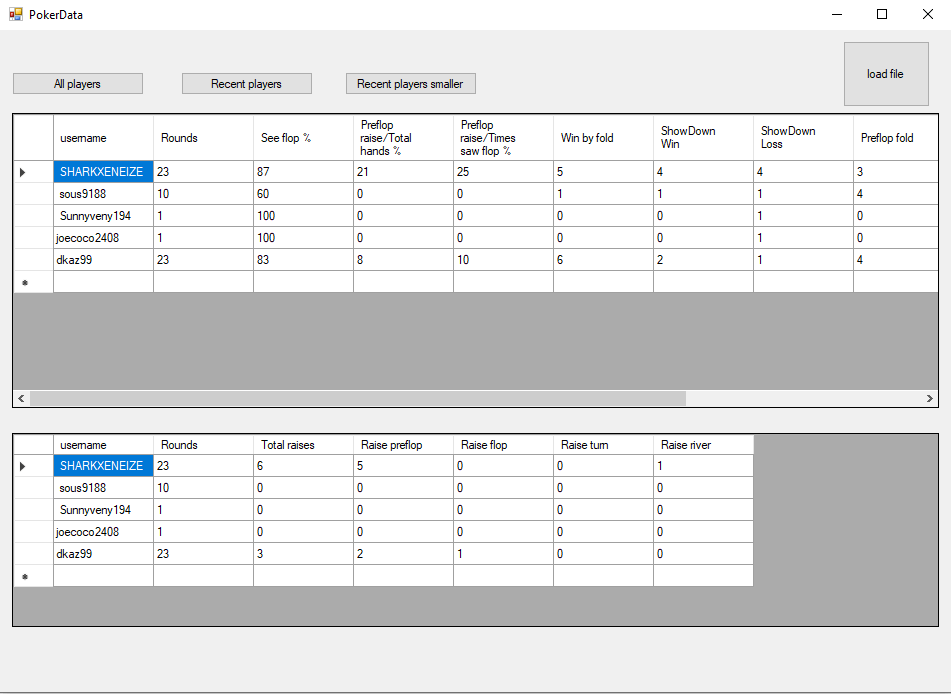 PokerData
load file
All players Recent players Recent players smaller
username Rounds See flop % Preflop raise/Total hands % Preflop raise/Times saw flop % Win by fold ShowDown Win ShowDown Loss Preflop fold
SHARKXENEIZE 23 87 21 25 5 4 4 3
sous9188 10 60 0 0 1 1 1 4
Sunnyveny194 1 100 0 0 0 0 1 0
joecoco2408 1 100 0 0 0 0 1 0
dkaz99 23 83 8 10 6 2 1 4
username Rounds Total raises Raise preflop Raise flop Raise turn Raise river
SHARKXENEIZE 23 6 5 0 0 1
sous9188 10 0 0 0 0 0
Sunnyveny194 1 0 0 0 0 0
joecoco2408 1 0 0 0 0 0
dkaz99 23 3 2 1 0 0